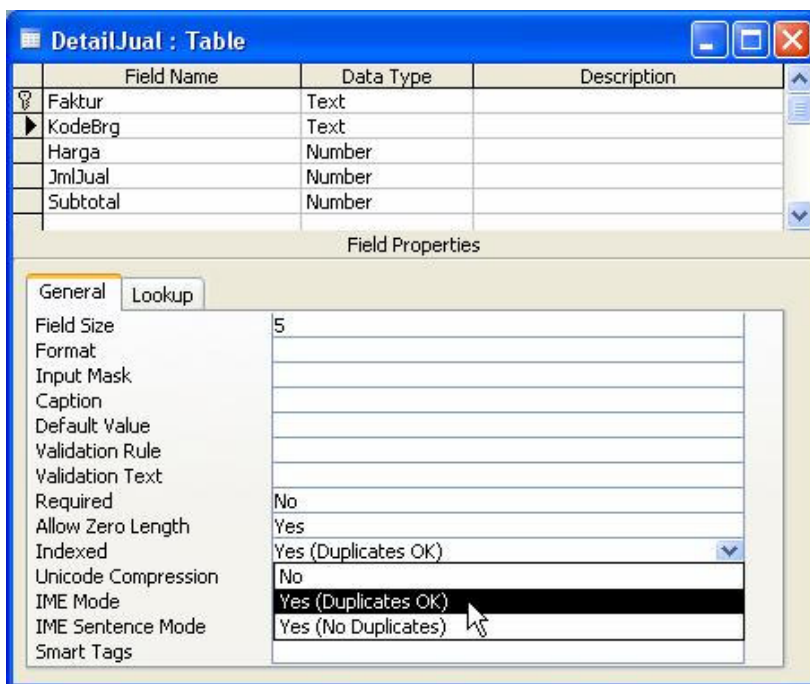 DetailJual : Table
Field Name Data Type Description
Faktur Text
KodeBrg Text
Harga Number
JmlJual Number
Subtotal Number
Field Properties
General Lookup
Field Size 5
Format
Input Mask
Caption
Default Value
Validation Rule
Validation Text
Required No
Allow Zero Length Yes
Indexed Yes (Duplicates OK)
Unicode Compression No
IME Mode Yes (Duplicates OK)
IME Sentence Mode Yes (No Duplicates)
Smart Tags